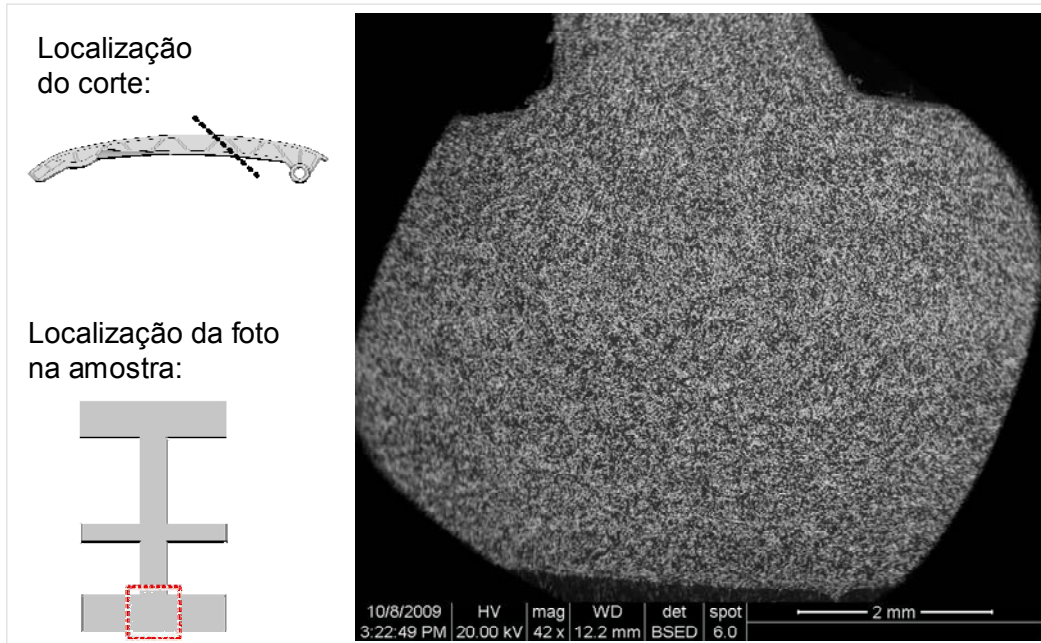 Localização
do corte:
Localização da foto
na amostra:
10/8/2009 HV mag WD det spot
3:22:49 PM 20.00 kV 42 x 12.2 mm BSED 6.0
2 mm